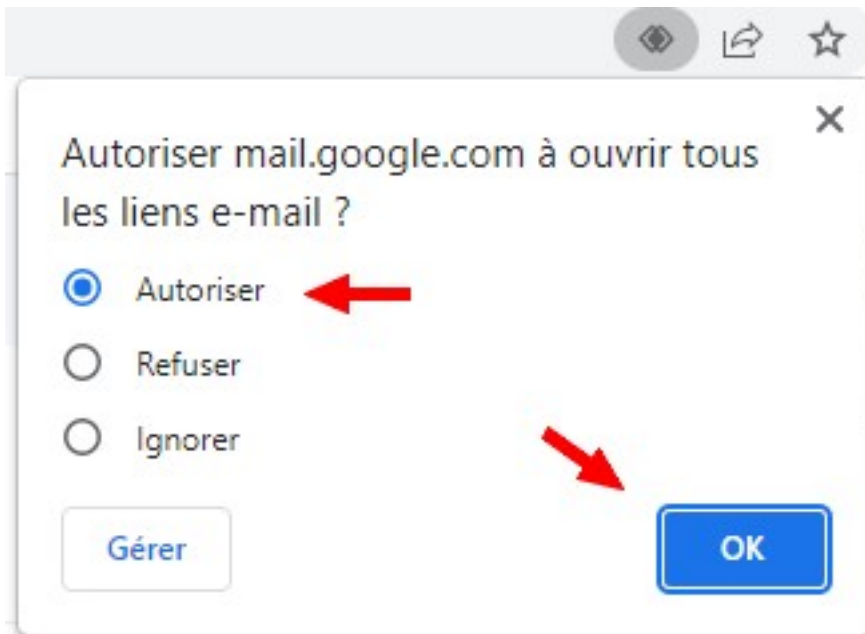 Autoriser mail.google.com à ouvrir tous
les liens e-mail ?
Autoriser
Refuser
Ignorer
Gérer
OK